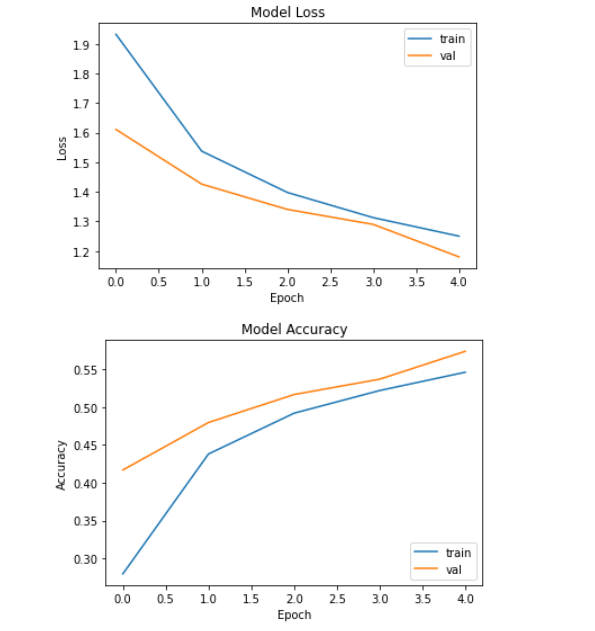 Model Loss
train
val
1.9
1.8
1.7
1.6
1.5
1.4
1.3
1.2
Loss
0.0 0.5 1.0 1.5 2.0 2.5 3.0 3.5 4.0
Epoch
Model Accuracy
0.55
0.50
0.45
0.40
0.35
0.30
Accuracy
train
val
0.0 0.5 1.0 1.5 2.0 2.5 3.0 3.5 4.0
Epoch